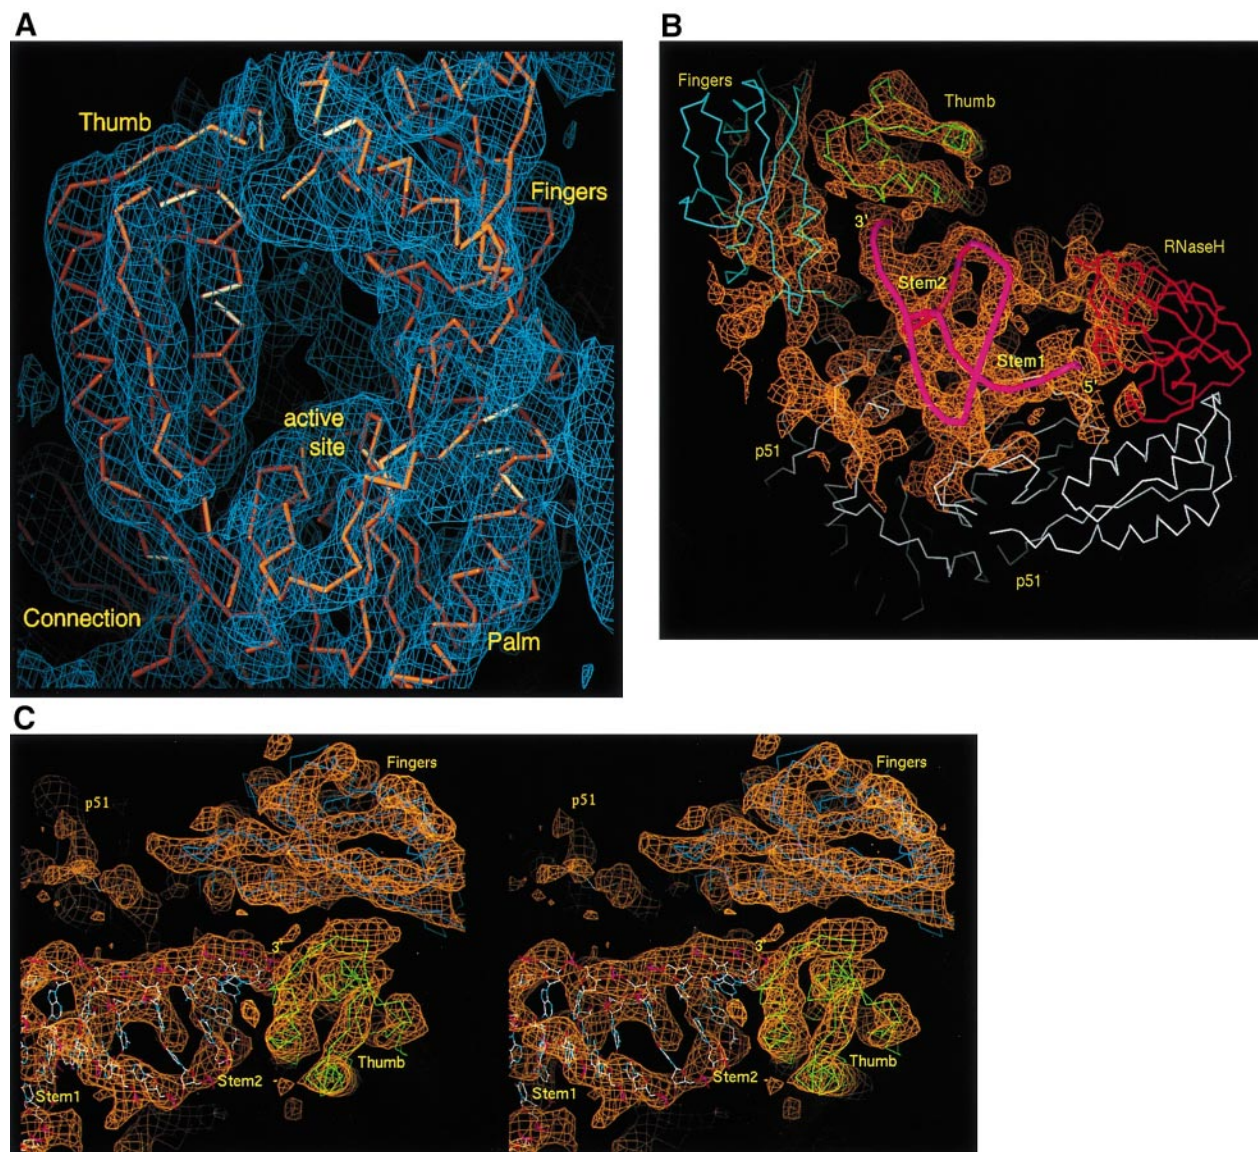 A
Thumb
Fingers
active
site
Connection
Palm
B
Fingers
Thumb
3'
RNaseH
Stem2
Stem1
5'
p51
p51
C
Fingers
p51
3'
Thumb
Stem2
Stem1
Fingers
p51
3'
Thumb
Stem2
Stem1